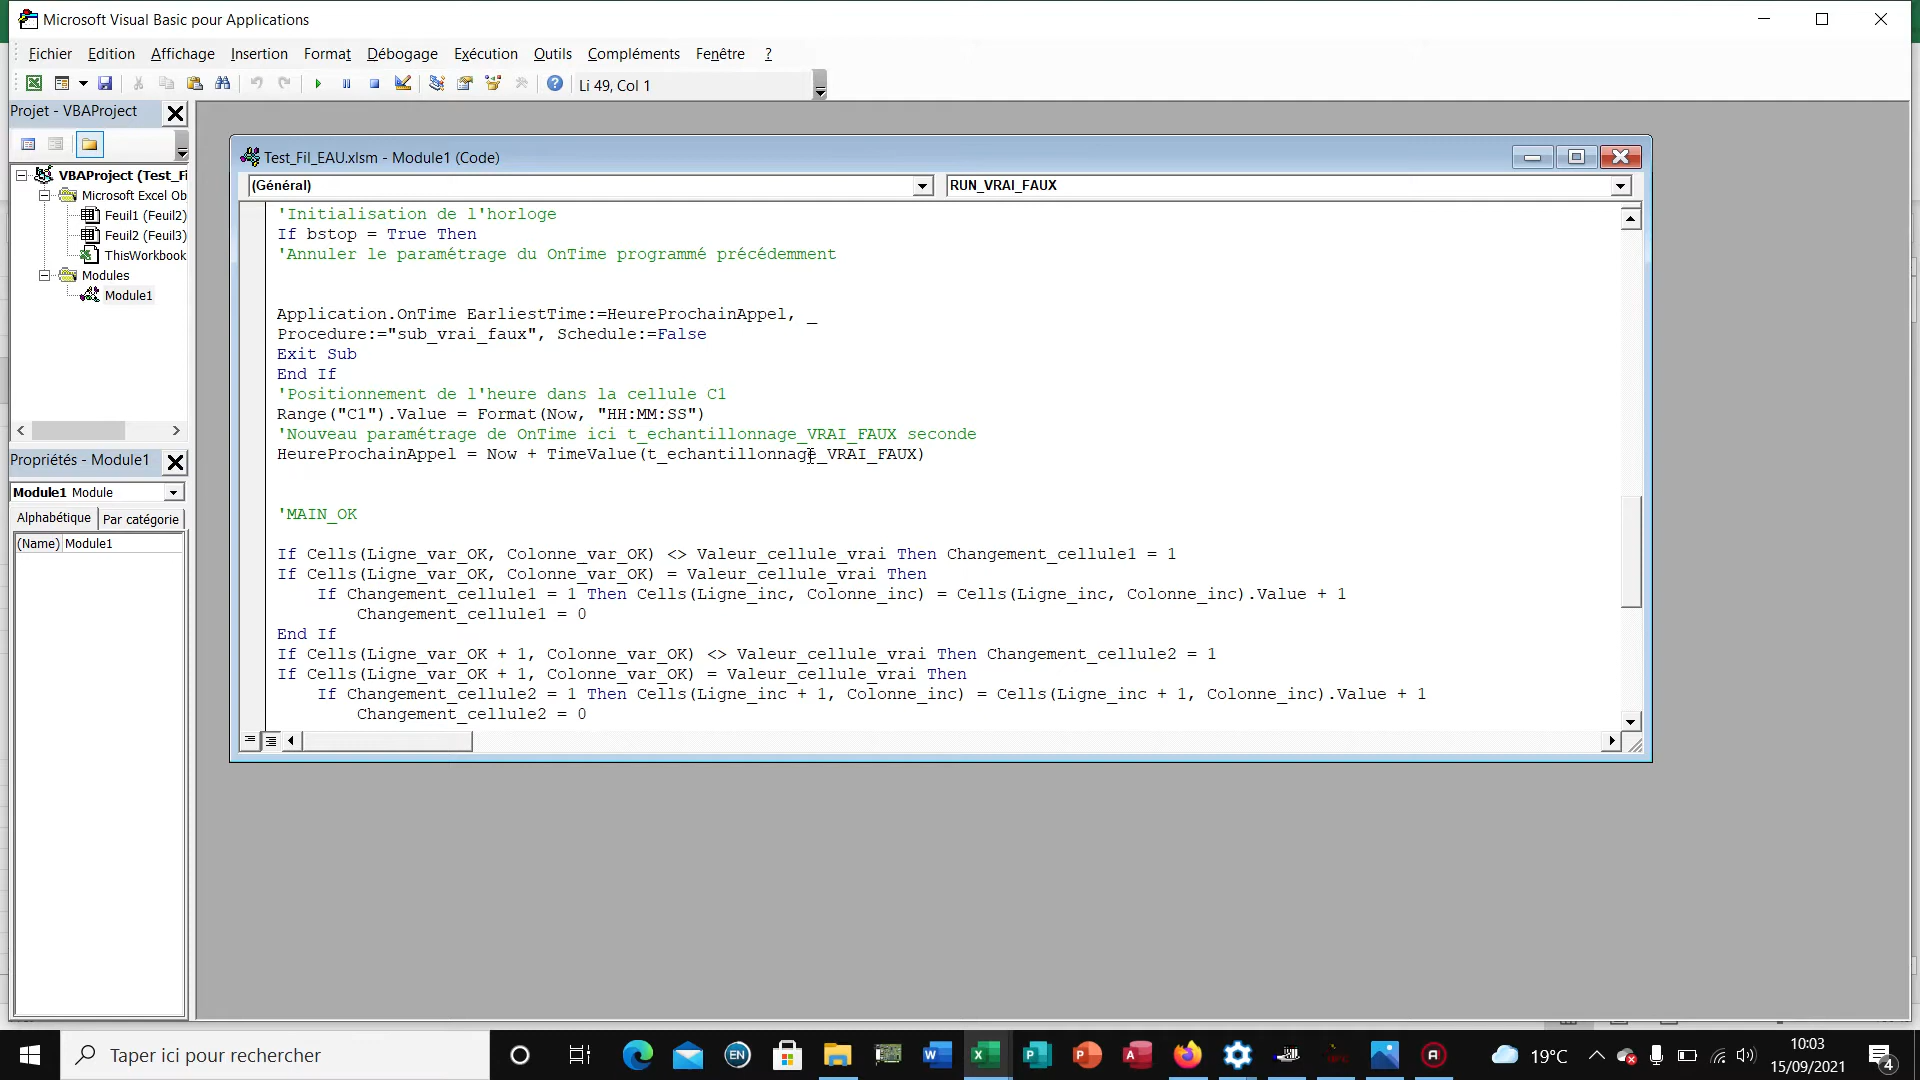 Microsoft Visual Basic pour Applications
Fichier Edition Affichage Insertion Format Débogage Exécution Outils Compléments Fenêtre ?
Li 49, Col 1
Projet - VBAProject
VBAProject (Test_Fi
Microsoft Excel Ob
Feuil1 (Feuil2)
Feuil2 (Feuil3)
ThisWorkbook
Modules
Module1
Propriétés - Module1
Module1 Module
Alphabétique Par catégorie
(Name) Module1
Test_Fil_EAU.xlsm - Module1 (Code)
(Général) RUN_VRAI_FAUX
'Initialisation de l'horloge
If bstop = True Then
'Annuler le paramétrage du OnTime programmé précédemment
Application.OnTime EarliestTime:=HeureProchainAppel, _
Procedure:="sub_vrai_faux", Schedule:=False
Exit Sub
End If
'Positionnement de l'heure dans la cellule C1
Range("C1").Value = Format(Now, "HH:MM:SS")
'Nouveau paramétrage de OnTime ici t_echantillonnage_VRAI_FAUX seconde
HeureProchainAppel = Now + TimeValue(t_echantillonnage_VRAI_FAUX)
'MAIN_OK
If Cells(Ligne_var_OK, Colonne_var_OK) <> Valeur_cellule_vrai Then Changement_cellule1 = 1
If Cells(Ligne_var_OK, Colonne_var_OK) = Valeur_cellule_vrai Then
If Changement_cellule1 = 1 Then Cells(Ligne_inc, Colonne_inc) = Cells(Ligne_inc, Colonne_inc).Value + 1
Changement_cellule1 = 0
End If
If Cells(Ligne_var_OK + 1, Colonne_var_OK) <> Valeur_cellule_vrai Then Changement_cellule2 = 1
If Cells(Ligne_var_OK + 1, Colonne_var_OK) = Valeur_cellule_vrai Then
If Changement_cellule2 = 1 Then Cells(Ligne_inc + 1, Colonne_inc) = Cells(Ligne_inc + 1, Colonne_inc).Value + 1
Changement_cellule2 = 0
Taper ici pour rechercher
EN
19°C
10:03
15/09/2021
4